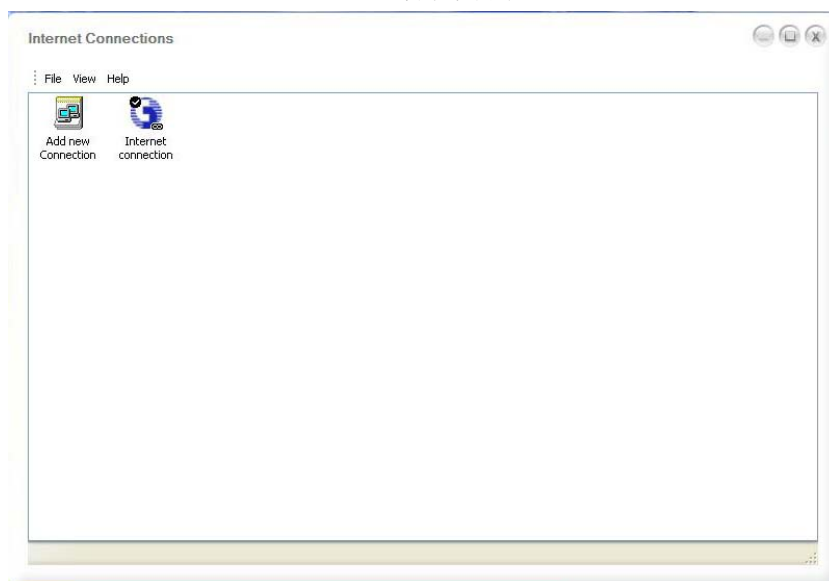 Internet Connections
File View Help
Add new
Connection
Internet
connection